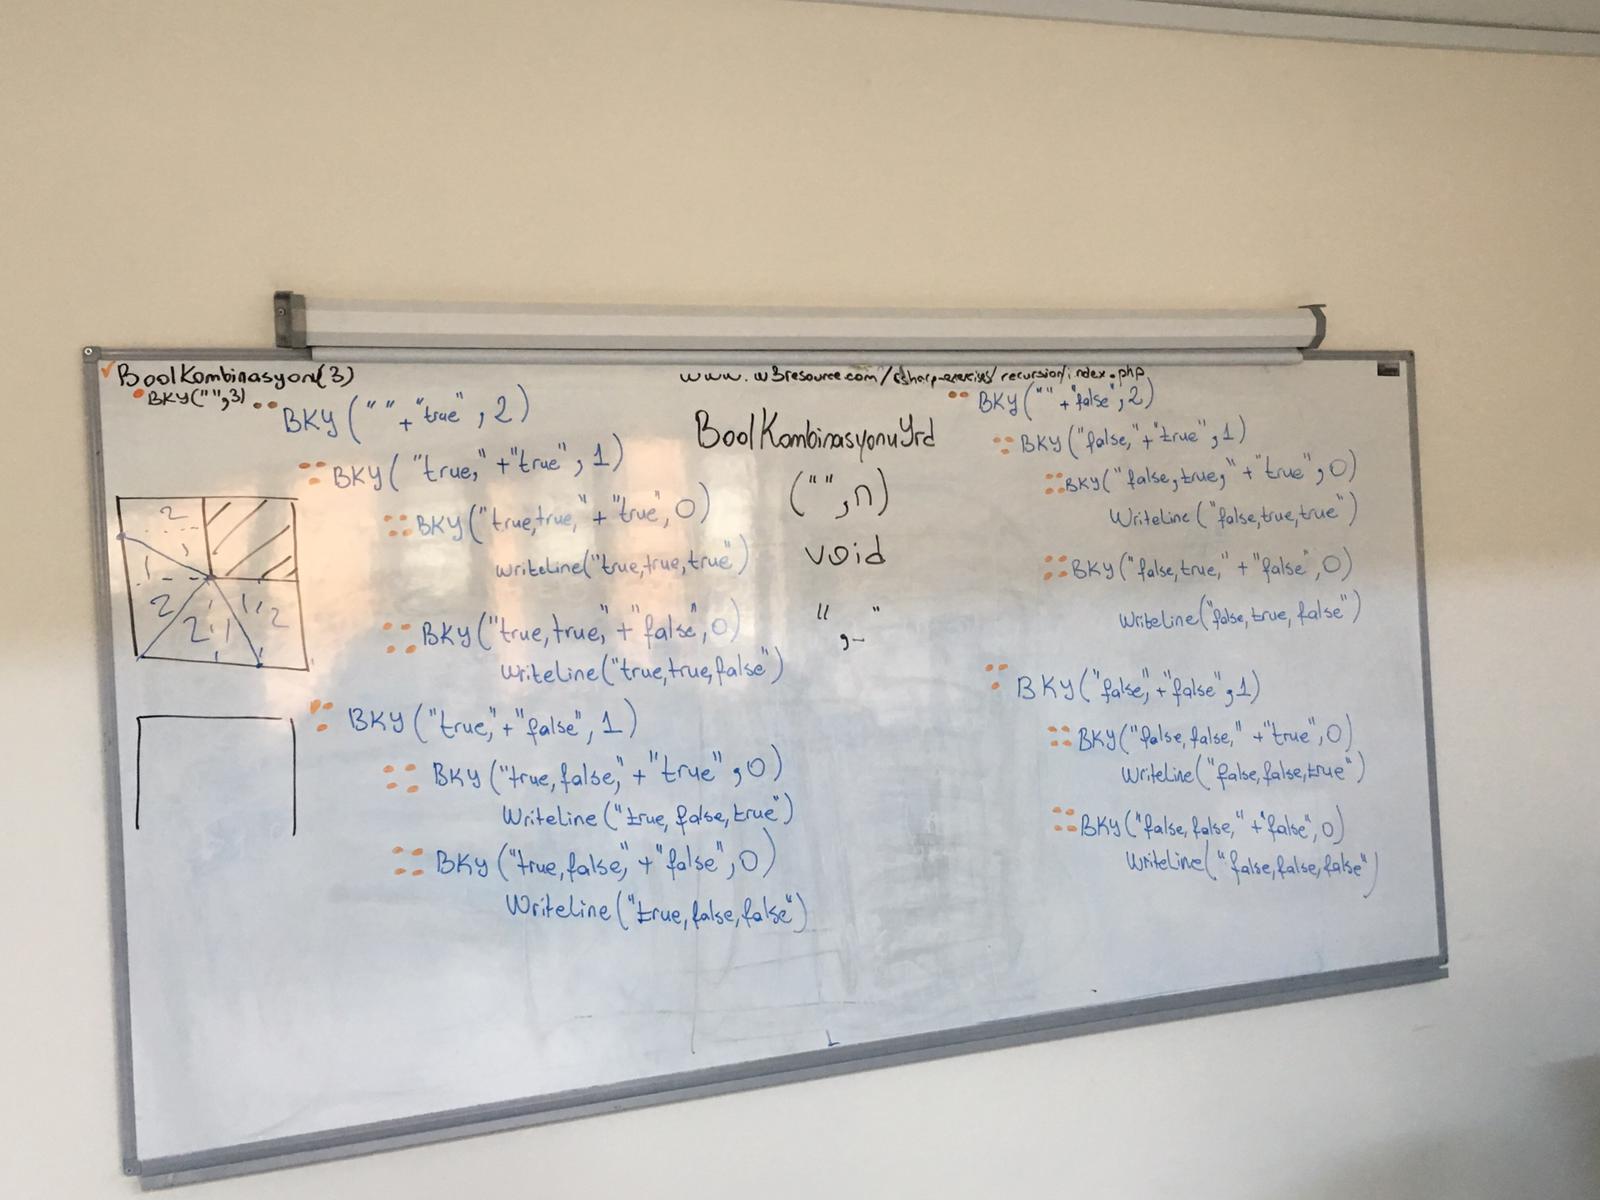 BoolKombinasyon(3)
BKY("",3)
BKY(""+"true",2)
BKY("true,"+"true",1)
BKY("true,true,"+"true",0)
WriteLine("true,true,true")
BKY("true,true,"+"false",0)
WriteLine("true,true,false")
BKY("true,"+"false",1)
BKY("true,false,"+"true",0)
WriteLine("true,false,true")
BKY("true,false,"+"false",0)
WriteLine("true,false,false")
2
1
2
2 1
2
www.w3resource.com/csharp-exercises/recursion/index.php
BoolKombinasyonuYrd
("",n)
void
" "
,-
BKY(""+"false",2)
BKY("false,"+"true",1)
BKY("false,true,"+"true",0)
WriteLine("false,true,true")
BKY("false,true,"+"false",0)
WriteLine("false,true,false")
BKY("false,"+"false",1)
BKY("false,false,"+"true",0)
WriteLine("false,false,true")
BKY("false,false,"+"false",0)
WriteLine("false,false,false")